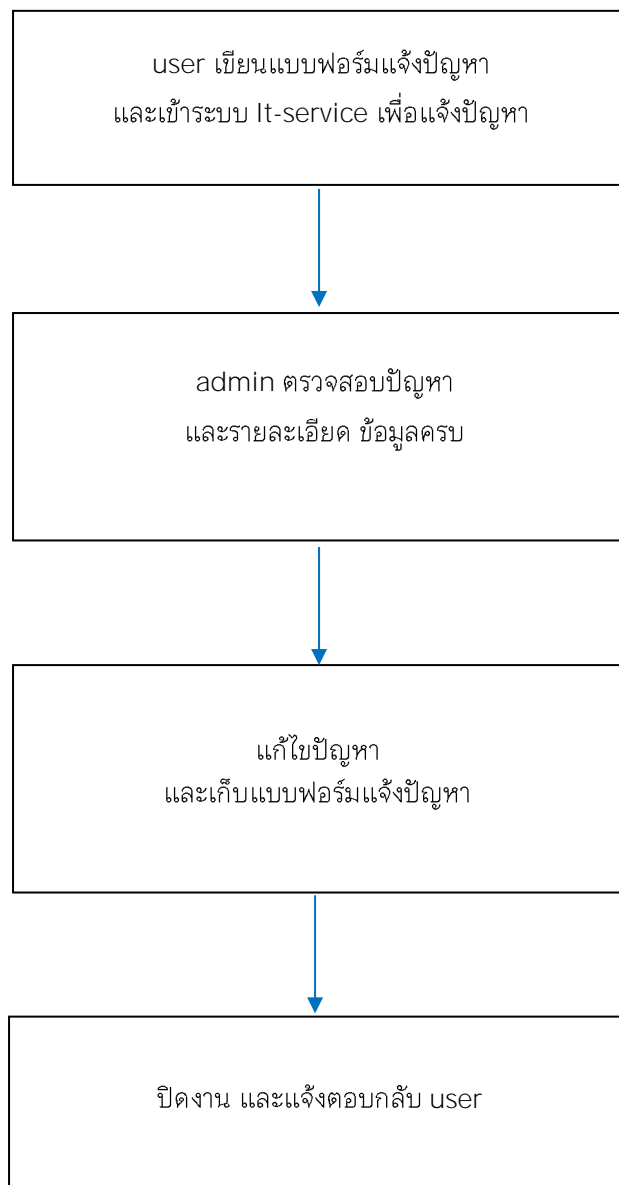 user เขียนแบบฟอร์มแจ้งปัญหา
และเข้าระบบ It-service เพื่อแจ้งปัญหา
admin ตรวจสอบปัญหา
และรายละเอียด ข้อมูลครบ
แก้ไขปัญหา
และเก็บแบบฟอร์มแจ้งปัญหา
ปิดงาน และแจ้งตอบกลับ user